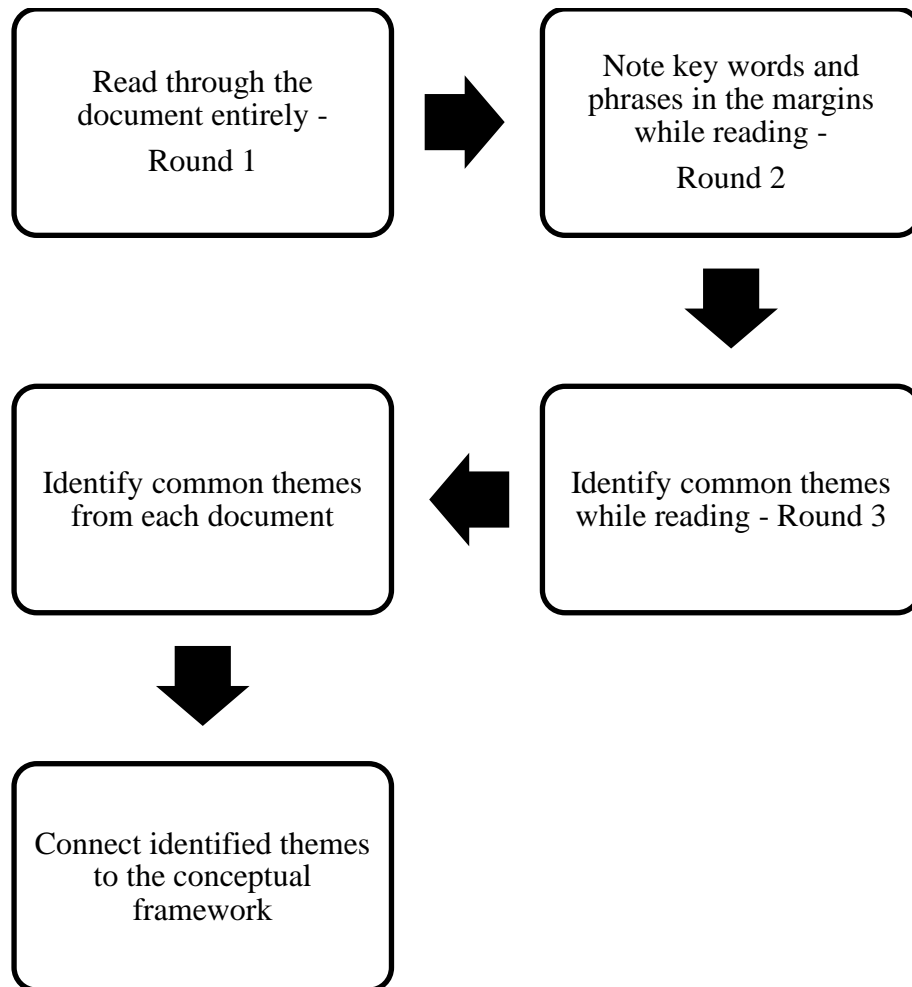 Read through the
document entirely -
Round 1
Note key words and
phrases in the margins
while reading -
Round 2
Identify common themes
while reading - Round 3
Identify common themes
from each document
Connect identified themes
to the conceptual
framework